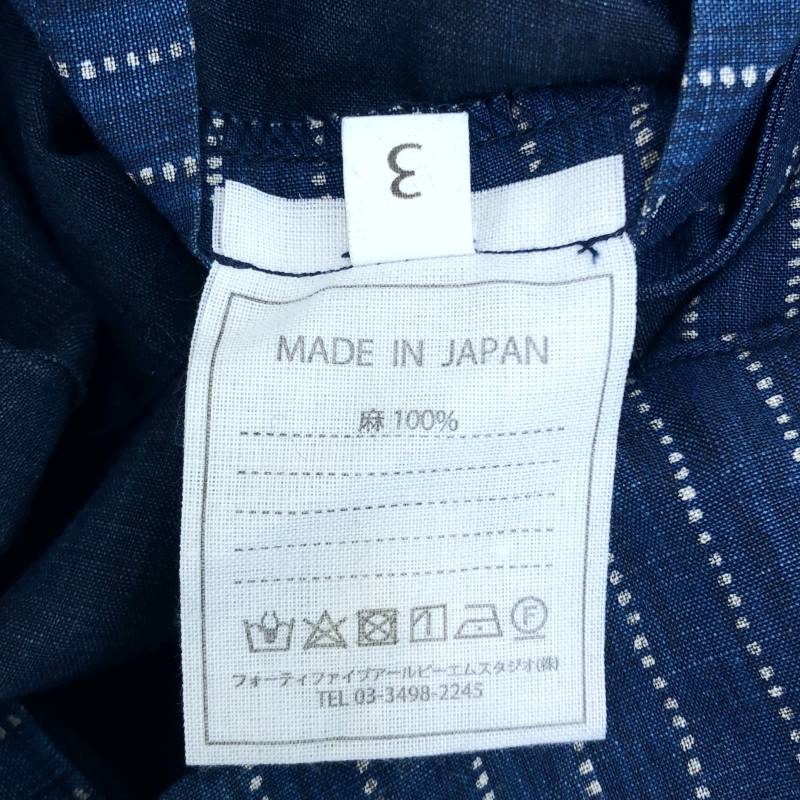 3
MADE IN JAPAN
麻 100%
フォーティファイブアールピーエムスタジオ(株)
TEL 03-3498-2245